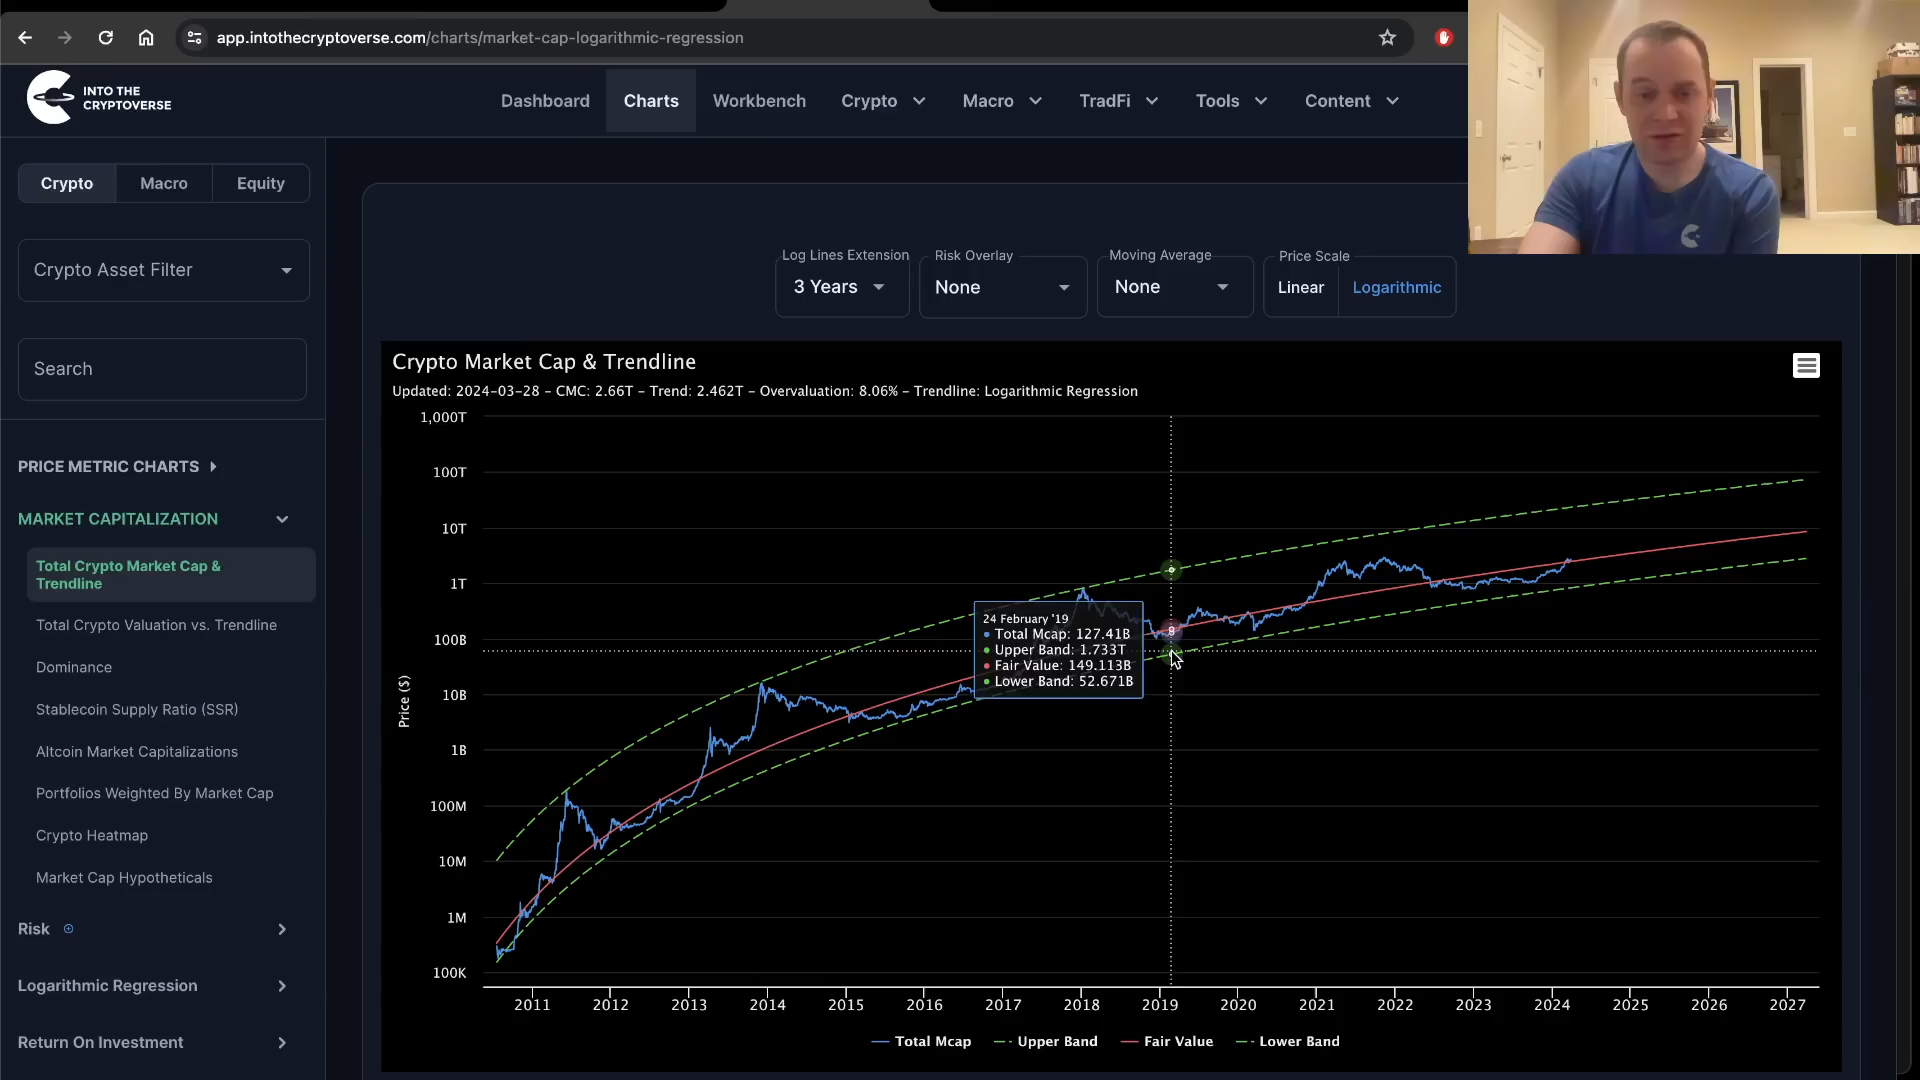 app.intothecryptoverse.com/charts/market-cap-logarithmic-regression
INTO THE
CRYPTOVERSE
Dashboard
Charts
Workbench
Crypto
Macro
TradFi
Tools
Content
Crypto
Macro
Equity
Crypto Asset Filter
Search
PRICE METRIC CHARTS
MARKET CAPITALIZATION
Total Crypto Market Cap &
Trendline
Total Crypto Valuation vs. Trendline
Dominance
Stablecoin Supply Ratio (SSR)
Altcoin Market Capitalizations
Portfolios Weighted By Market Cap
Crypto Heatmap
Market Cap Hypotheticals
Risk
Logarithmic Regression
Return On Investment
Log Lines Extension
3 Years
Risk Overlay
None
Moving Average
None
Price Scale
Linear
Logarithmic
Crypto Market Cap & Trendline
Updated: 2024-03-28 – CMC: 2.66T – Trend: 2.462T – Overvaluation: 8.06% – Trendline: Logarithmic Regression
1,000T
100T
10T
1T
100B
10B
1B
100M
10M
1M
100K
Price ($)
24 February '19
Total Mcap: 127.41B
Upper Band: 1.733T
Fair Value: 149.113B
Lower Band: 52.671B
2011
2012
2013
2014
2015
2016
2017
2018
2019
2020
2021
2022
2023
2024
2025
2026
2027
Total Mcap
Upper Band
Fair Value
Lower Band